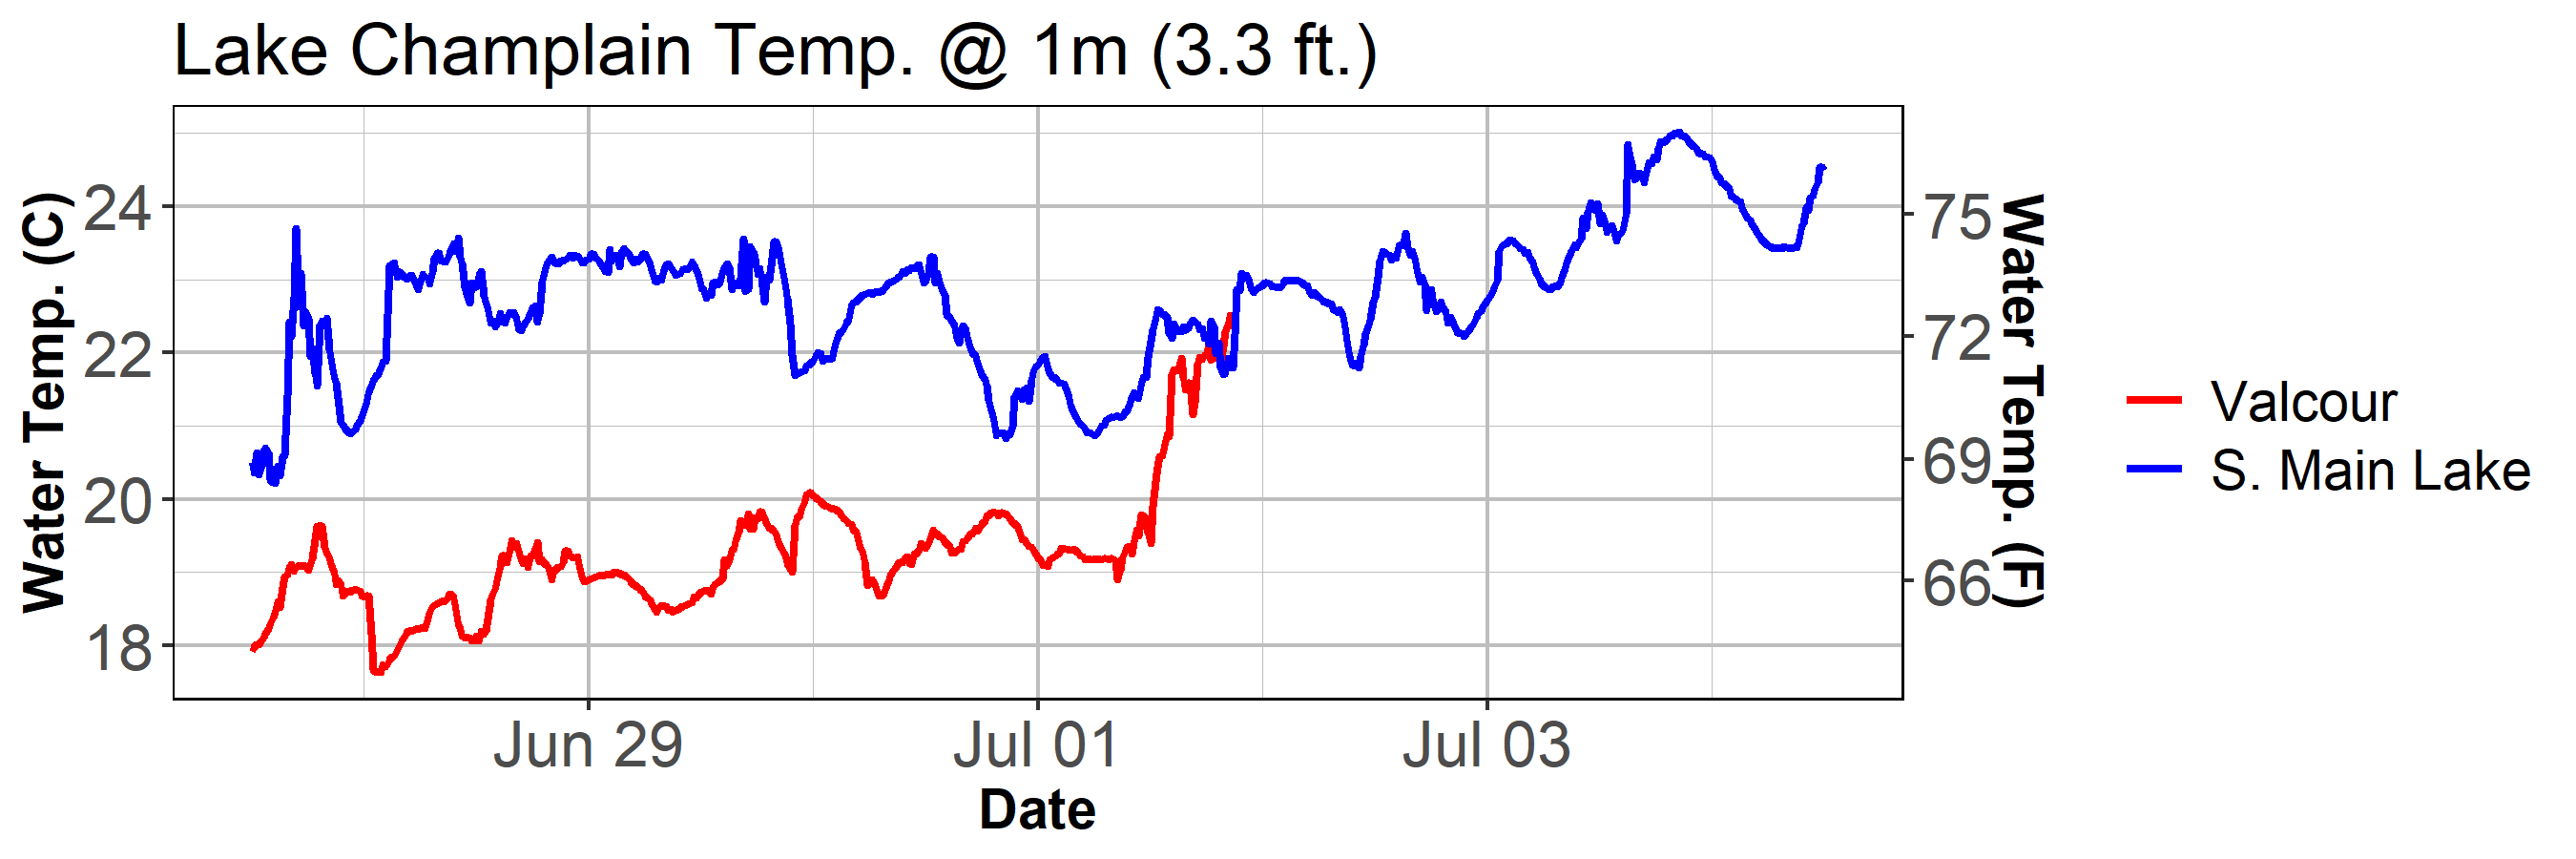 Lake Champlain Temp. @ 1m (3.3 ft.)
Water Temp. (C)
24
22
20
18
75
72
69
66
Water Temp. (F)
Jun 29
Jul 01
Jul 03
Date
Valcour
S. Main Lake